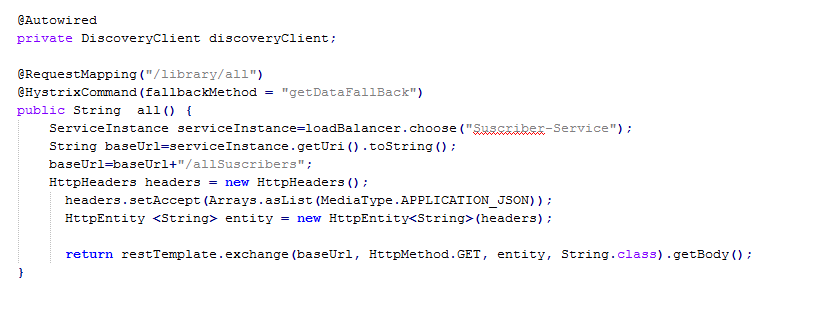 @Autowired
private DiscoveryClient discoveryClient;
@RequestMapping("/library/all")
@HystrixCommand(fallbackMethod = "getDataFallBack")
public String  all() {
    ServiceInstance serviceInstance=loadBalancer.choose("Suscriber-Service");
    String baseUrl=serviceInstance.getUri().toString();
    baseUrl=baseUrl+"/allSuscribers";
    HttpHeaders headers = new HttpHeaders();
      headers.setAccept(Arrays.asList(MediaType.APPLICATION_JSON));
      HttpEntity <String> entity = new HttpEntity<String>(headers);
      return restTemplate.exchange(baseUrl, HttpMethod.GET, entity, String.class).getBody();
}